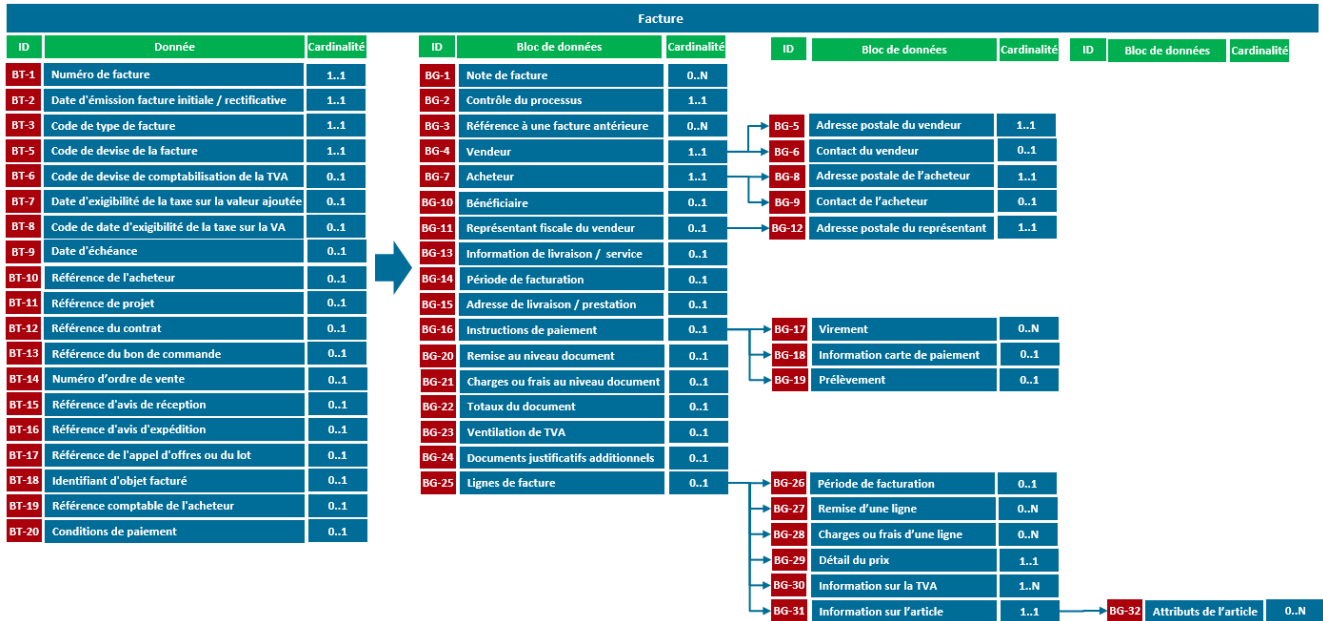 Facture
ID Donnée Cardinalité
BT-1 Numéro de facture 1..1
BT-2 Date d'émission facture initiale / rectificative 1..1
BT-3 Code de type de facture 1..1
BT-5 Code de devise de la facture 1..1
BT-6 Code de devise de comptabilisation de la TVA 0..1
BT-7 Date d'exigibilité de la taxe sur la valeur ajoutée 0..1
BT-8 Code de date d'exigibilité de la taxe sur la VA 0..1
BT-9 Date d'échéance 0..1
BT-10 Référence de l'acheteur 0..1
BT-11 Référence de projet 0..1
BT-12 Référence du contrat 0..1
BT-13 Référence du bon de commande 0..1
BT-14 Numéro d’ordre de vente 0..1
BT-15 Référence d'avis de réception 0..1
BT-16 Référence d'avis d'expédition 0..1
BT-17 Référence de l'appel d'offres ou du lot 0..1
BT-18 Identifiant d'objet facturé 0..1
BT-19 Référence comptable de l'acheteur 0..1
BT-20 Conditions de paiement 0..1
ID Bloc de données Cardinalité
BG-1 Note de facture 0..N
BG-2 Contrôle du processus 1..1
BG-3 Référence à une facture antérieure 0..N
BG-4 Vendeur 1..1
BG-7 Acheteur 1..1
BG-10 Bénéficiaire 0..1
BG-11 Représentant fiscale du vendeur 0..1
BG-13 Information de livraison / service 0..1
BG-14 Période de facturation 0..1
BG-15 Adresse de livraison / prestation 0..1
BG-16 Instructions de paiement 0..1
BG-20 Remise au niveau document 0..1
BG-21 Charges ou frais au niveau document 0..1
BG-22 Totaux du document 0..1
BG-23 Ventilation de TVA 0..1
BG-24 Documents justificatifs additionnels 0..1
BG-25 Lignes de facture 0..1
ID Bloc de données Cardinalité
BG-5 Adresse postale du vendeur 1..1
BG-6 Contact du vendeur 0..1
BG-8 Adresse postale de l’acheteur 1..1
BG-9 Contact de l’acheteur 0..1
BG-12 Adresse postale du représentant 1..1
BG-17 Virement 0..N
BG-18 Information carte de paiement 0..1
BG-19 Prélèvement 0..1
BG-26 Période de facturation 0..1
BG-27 Remise d’une ligne 0..N
BG-28 Charges ou frais d’une ligne 0..N
BG-29 Détail du prix 1..1
BG-30 Information sur la TVA 1..N
BG-31 Information sur l’article 1..1
ID Bloc de données Cardinalité
BG-32 Attributs de l’article 0..N